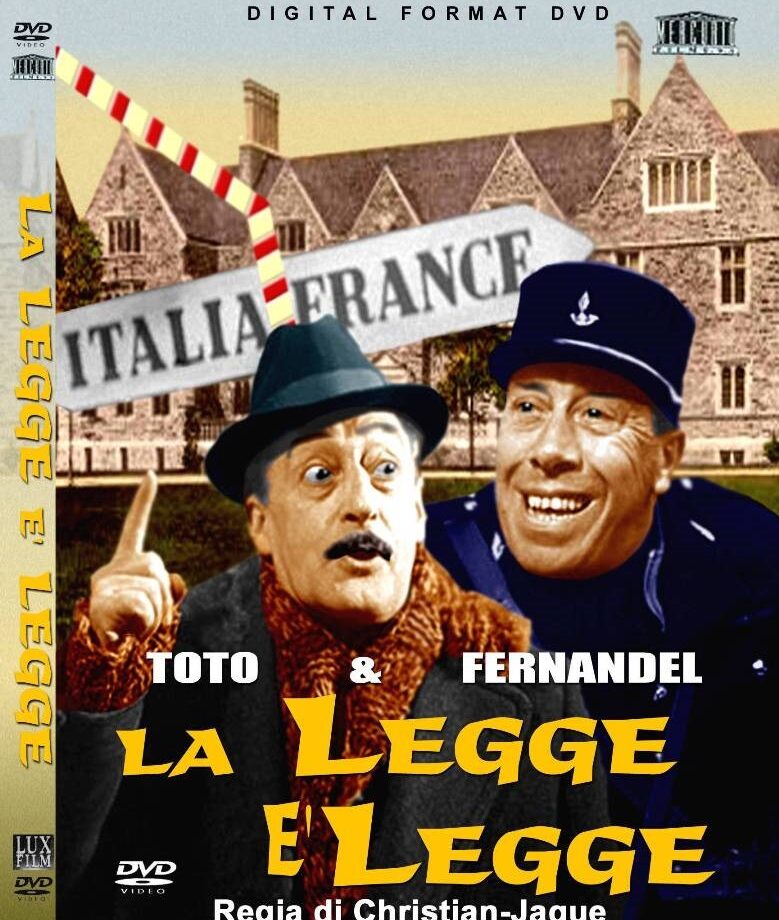 DIGITAL FORMAT DVD
DVD
VIDEO
LA LEGGE E' LEGGE
LUX
FILM
DVD
VIDEO
ITALIA FRANCE
TOTO & FERNANDEL
LA LEGGE
E' LEGGE
DVD
VIDEO
Regia di Christian-Jaque